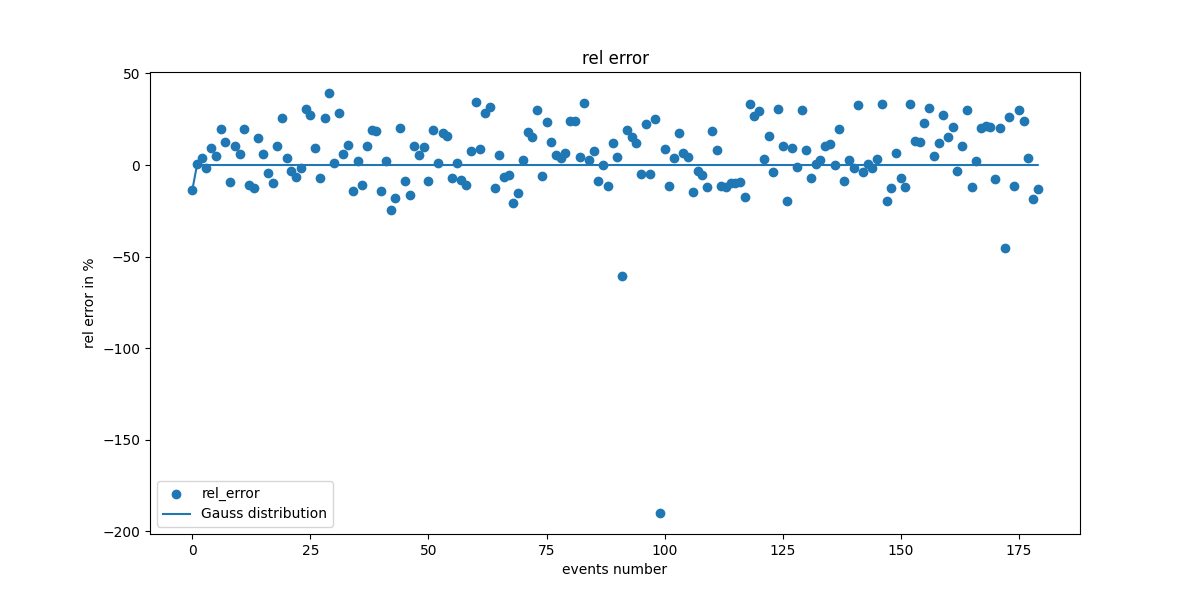 rel error
50
0
−50
−100
−150
−200
rel error in %
rel_error
Gauss distribution
0
25
50
75
100
125
150
175
events number